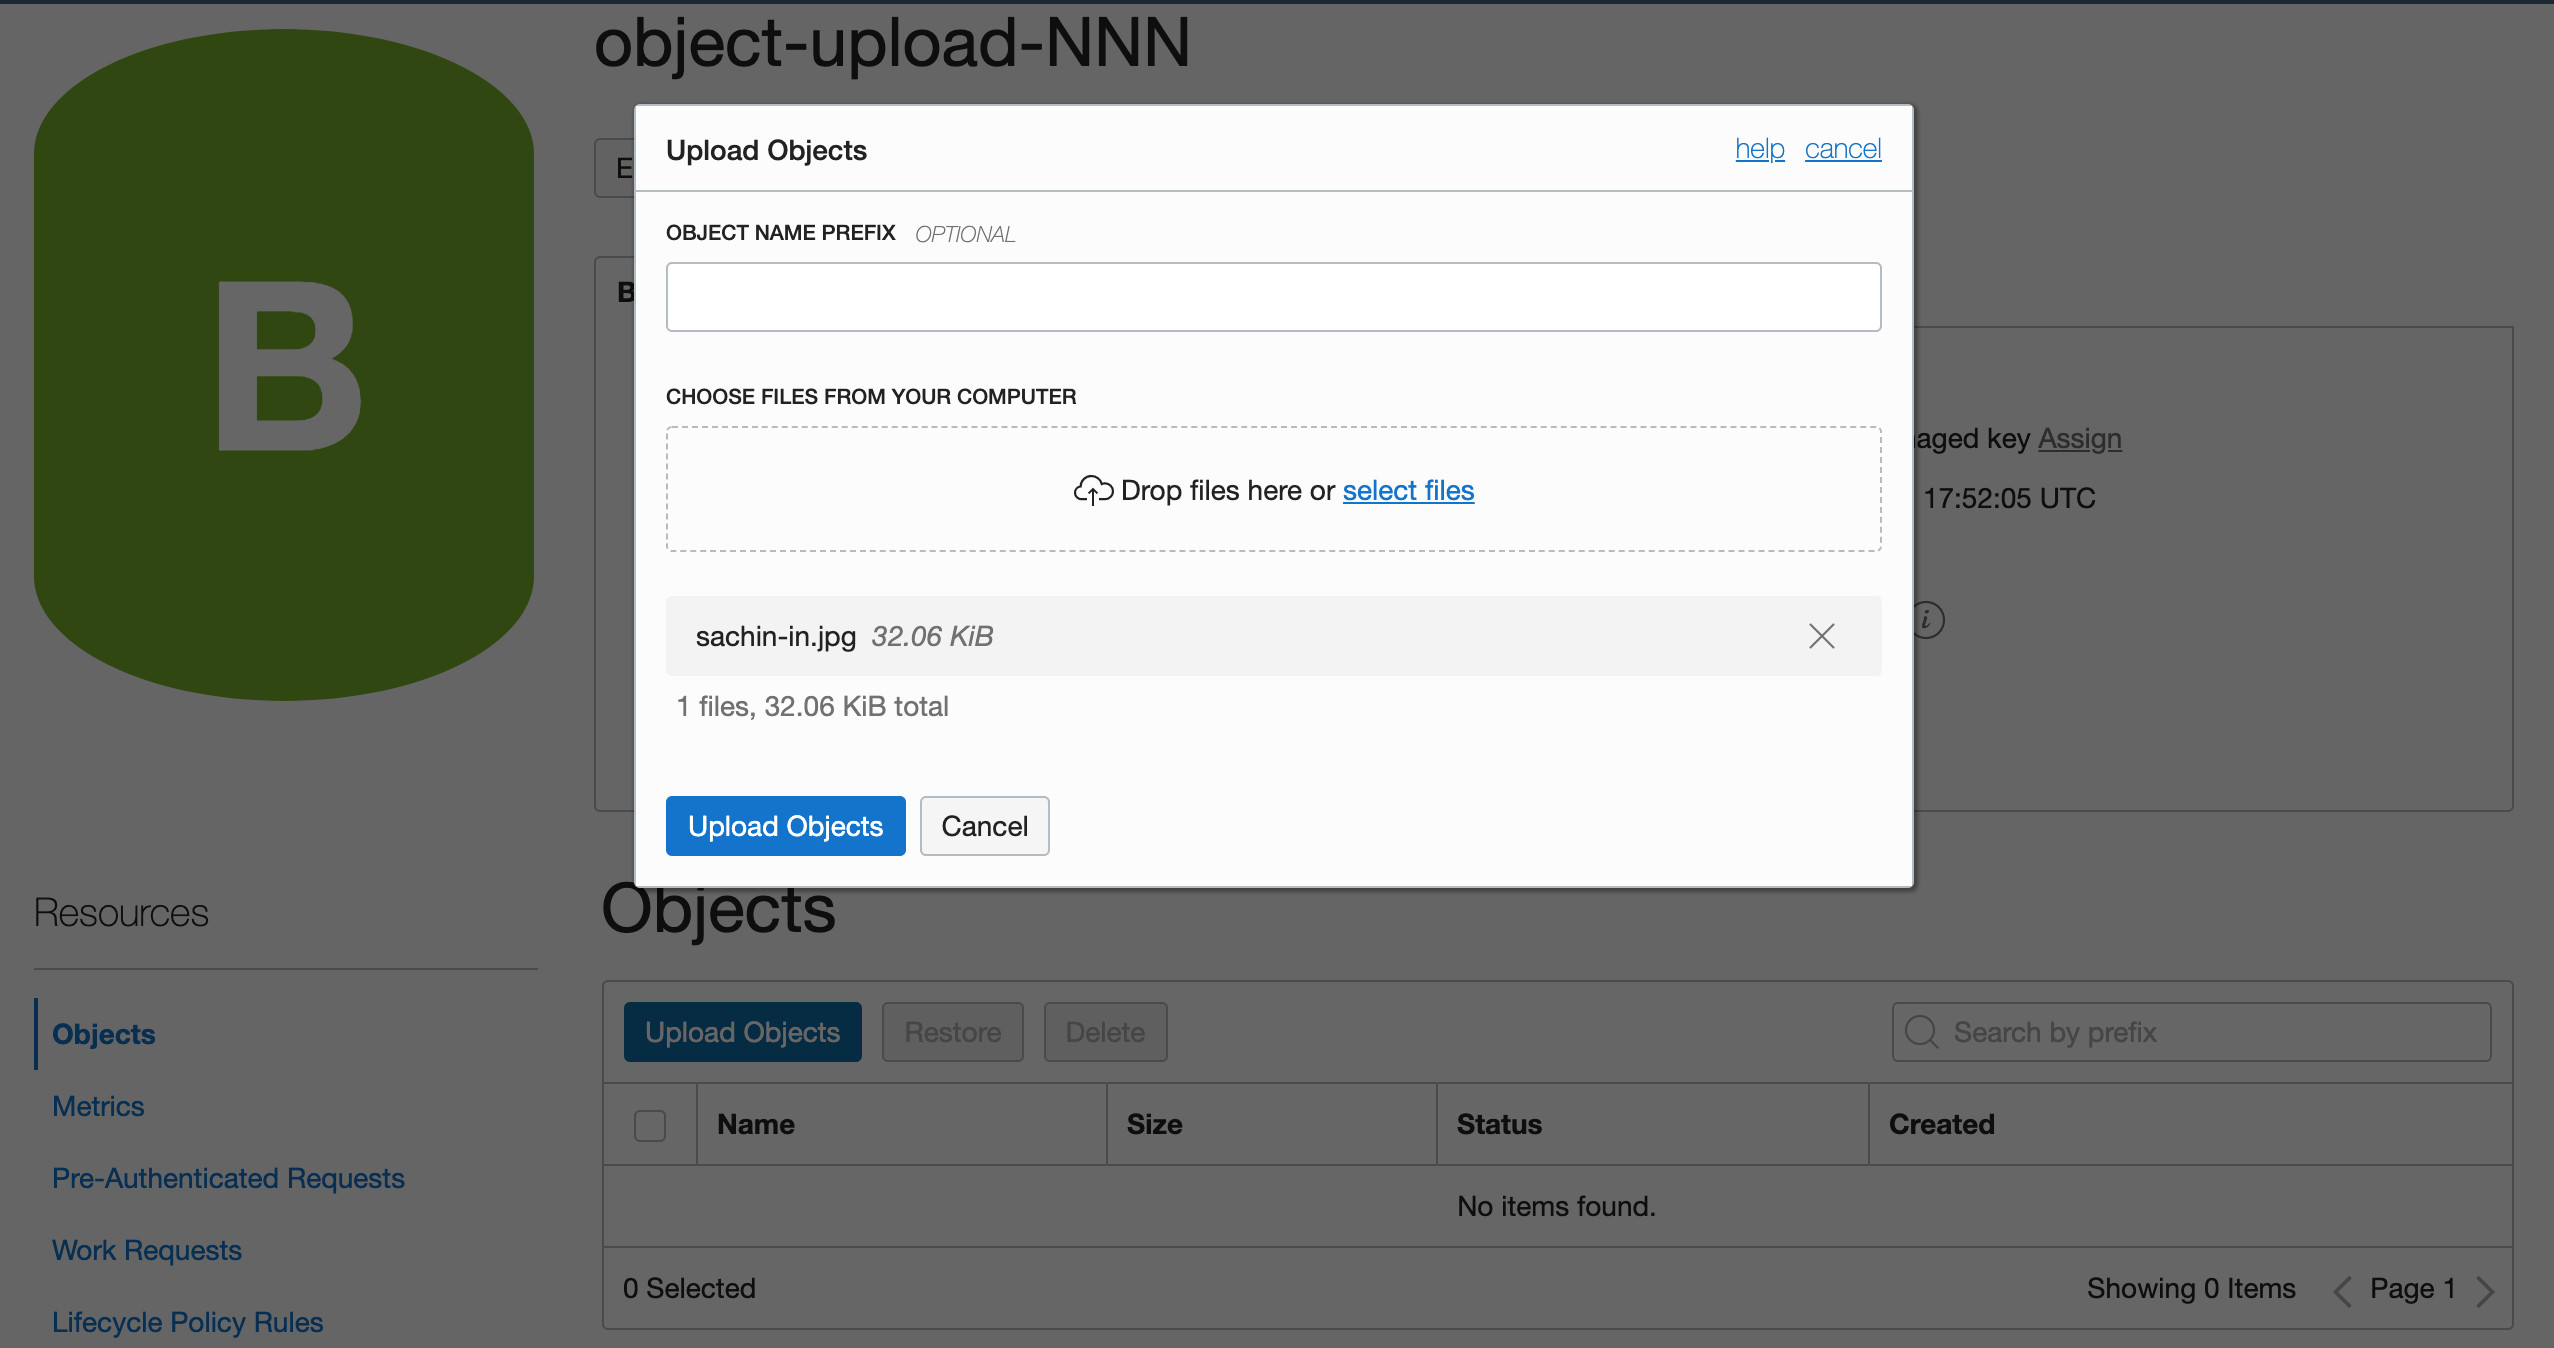 object-upload-NNN
B
E
B
Upload Objects
help cancel
OBJECT NAME PREFIX OPTIONAL
CHOOSE FILES FROM YOUR COMPUTER
Drop files here or select files
sachin-in.jpg 32.06 KiB
1 files, 32.06 KiB total
Upload Objects Cancel
aged key Assign
17:52:05 UTC
i
Resources
Objects
Metrics
Pre-Authenticated Requests
Work Requests
Lifecycle Policy Rules
Objects
Upload Objects Restore Delete Search by prefix
Name Size Status Created
No items found.
0 Selected Showing 0 Items Page 1